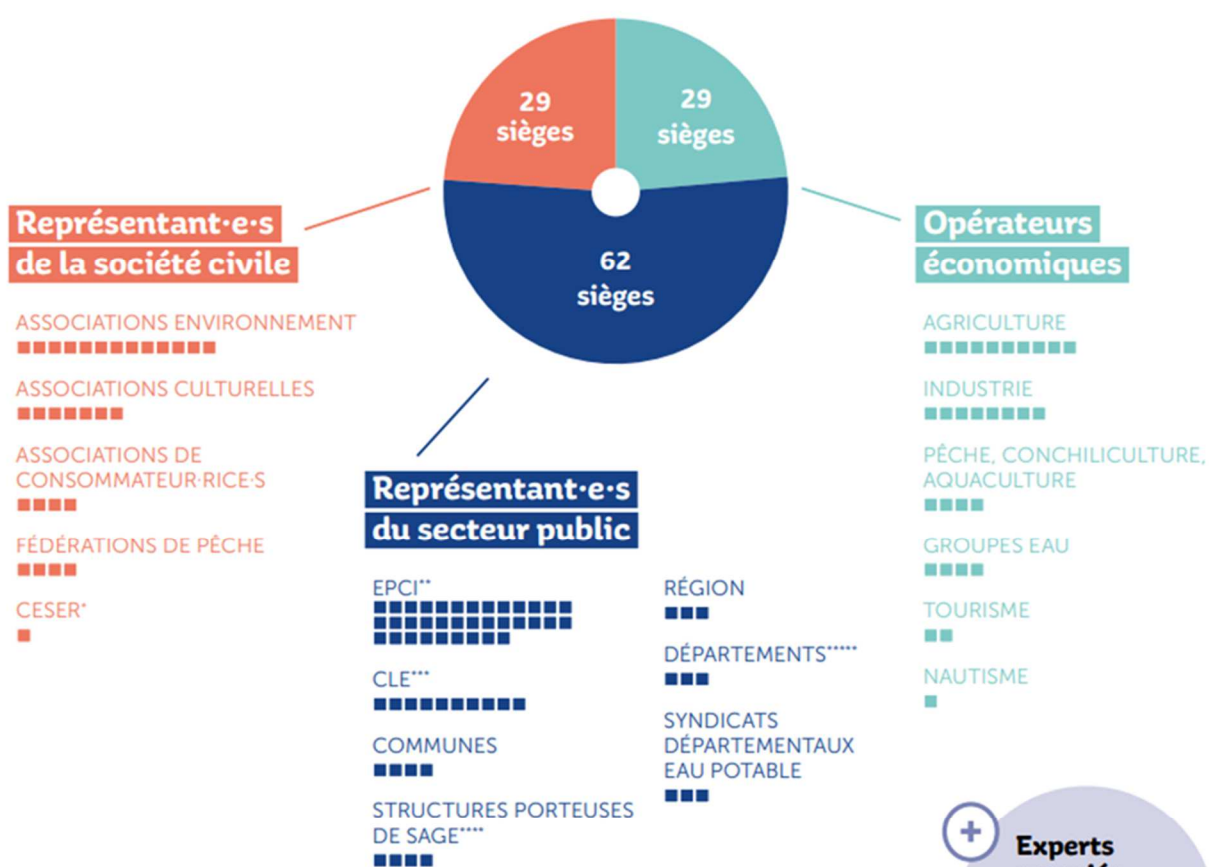 29
sièges
29
sièges
62
sièges
Représentant·e·s
de la société civile
ASSOCIATIONS ENVIRONNEMENT
ASSOCIATIONS CULTURELLES
ASSOCIATIONS DE
CONSOMMATEUR·RICE·S
FÉDÉRATIONS DE PÊCHE
CESER*
Représentant·e·s
du secteur public
EPCI**
CLE***
COMMUNES
STRUCTURES PORTEUSES
DE SAGE****
RÉGION
DÉPARTEMENTS*****
SYNDICATS
DÉPARTEMENTAUX
EAU POTABLE
Opérateurs
économiques
AGRICULTURE
INDUSTRIE
PÊCHE, CONCHILICULTURE,
AQUACULTURE
GROUPES EAU
TOURISME
NAUTISME
+
Experts